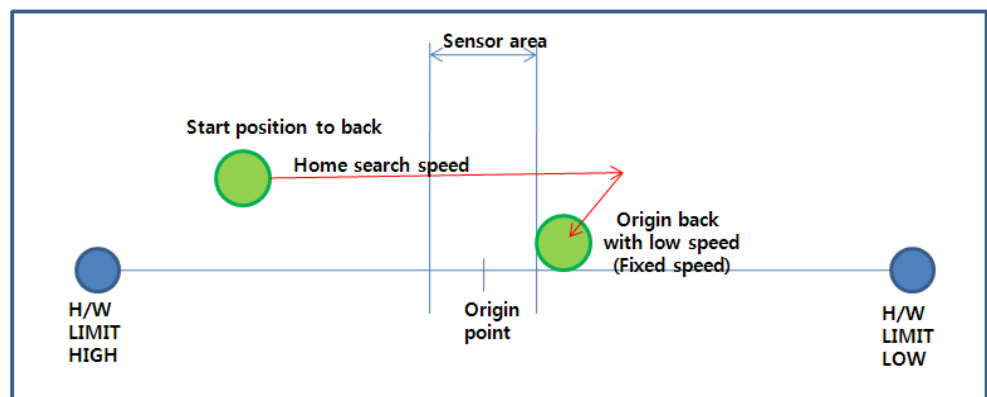 Sensor area
Start position to back
Home search speed
Origin back
with low speed
(Fixed speed)
H/W
LIMIT
HIGH
Origin
point
H/W
LIMIT
LOW